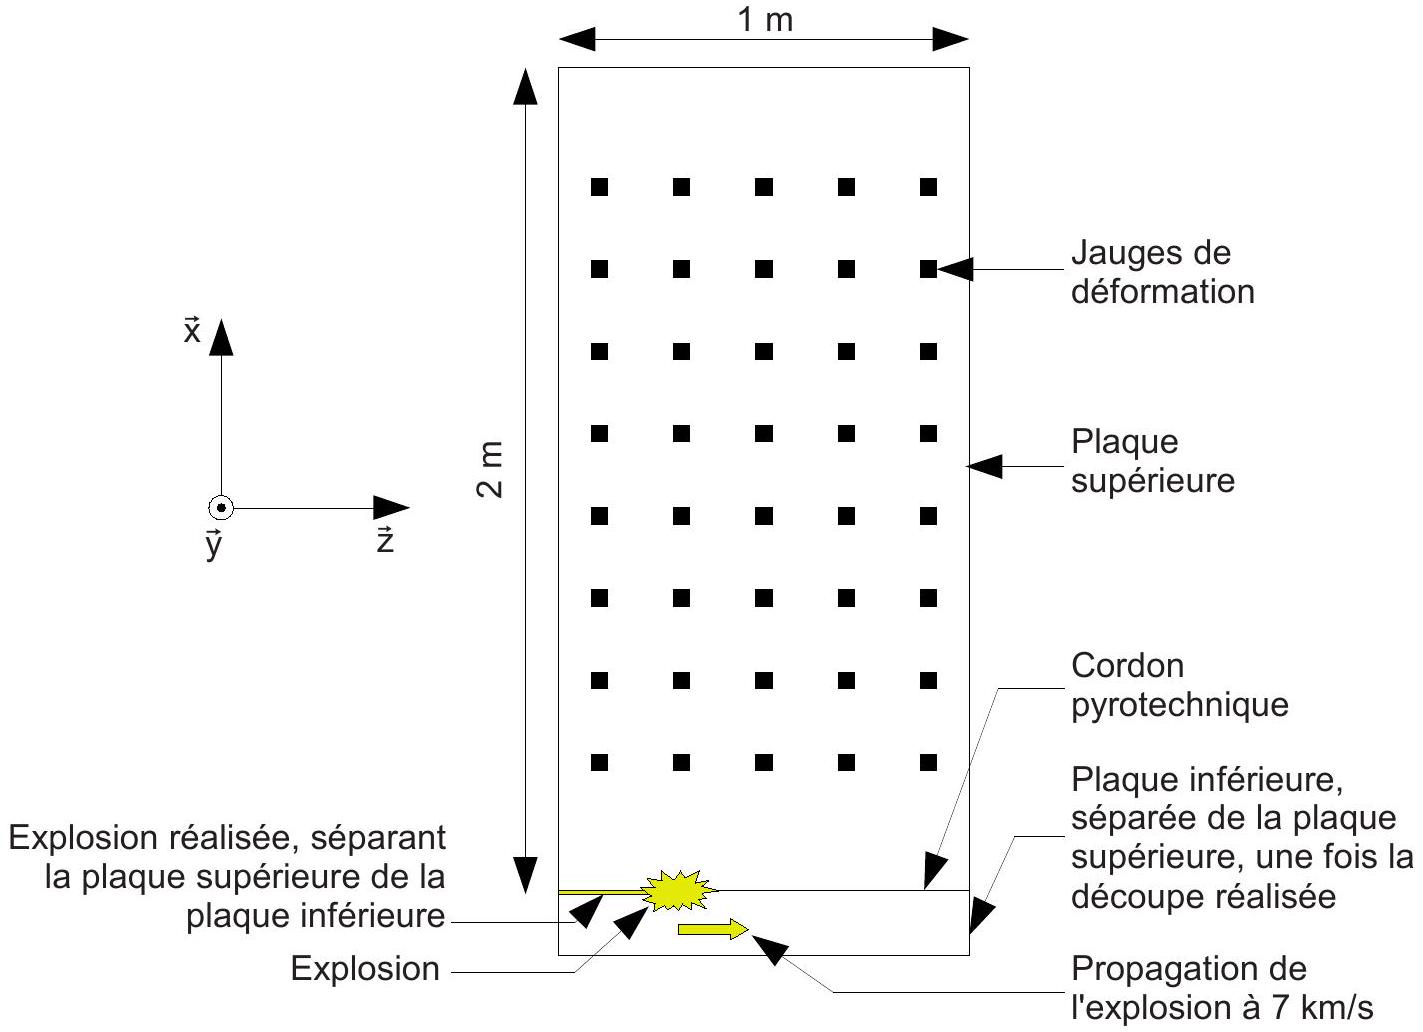 1 m
Jauges de
déformation
x⃗
Plaque
supérieure
2 m
y⃗
z⃗
Cordon
pyrotechnique
Plaque inférieure,
séparée de la plaque
supérieure, une fois la
découpe réalisée
Explosion réalisée, séparant
la plaque supérieure de la
plaque inférieure
Explosion
Propagation de
l'explosion à 7 km/s